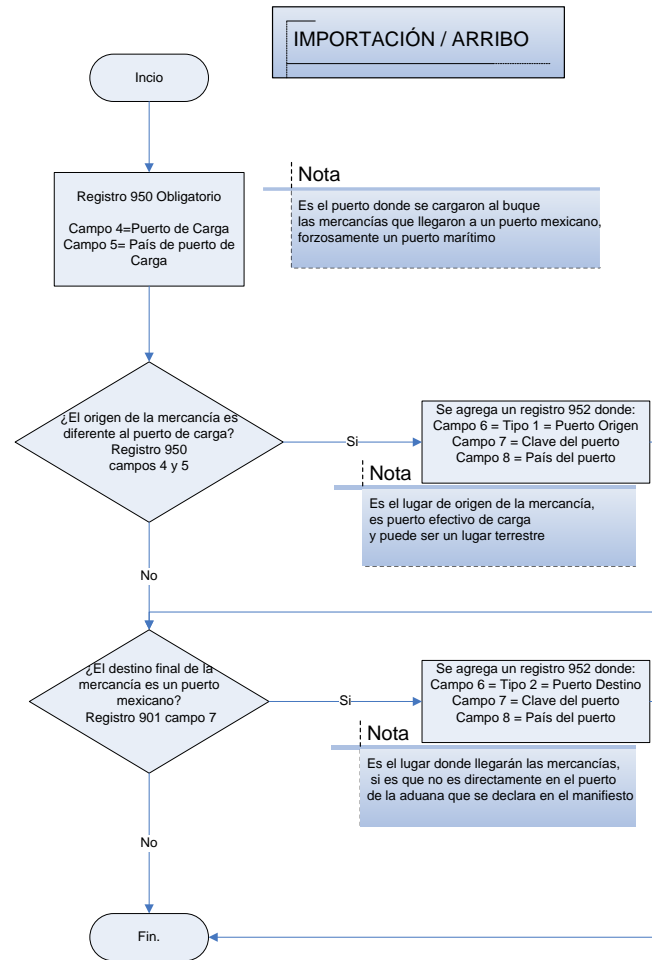 IMPORTACIÓN / ARRIBO
Incio
Registro 950 Obligatorio
Campo 4=Puerto de Carga
Campo 5= País de puerto de
Carga
Nota
Es el puerto donde se cargaron al buque
las mercancías que llegaron a un puerto mexicano,
forzosamente un puerto marítimo
¿El origen de la mercancía es
diferente al puerto de carga?
Registro 950
campos 4 y 5
Si
Se agrega un registro 952 donde:
Campo 6 = Tipo 1 = Puerto Origen
Campo 7 = Clave del puerto
Campo 8 = País del puerto
Nota
Es el lugar de origen de la mercancía,
es puerto efectivo de carga
y puede ser un lugar terrestre
No
¿El destino final de la
mercancía es un puerto
mexicano?
Registro 901 campo 7
Si
Se agrega un registro 952 donde:
Campo 6 = Tipo 2 = Puerto Destino
Campo 7 = Clave del puerto
Campo 8 = País del puerto
Nota
Es el lugar donde llegarán las mercancías,
si es que no es directamente en el puerto
de la aduana que se declara en el manifiesto
No
Fin.